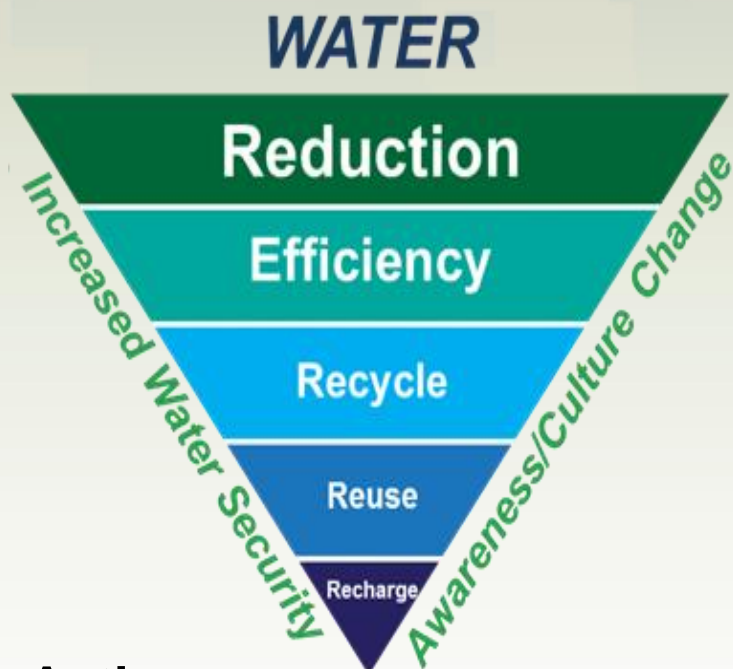 WATER
Reduction
Efficiency
Recycle
Reuse
Recharge
Increased Water Security
Awareness/Culture Change